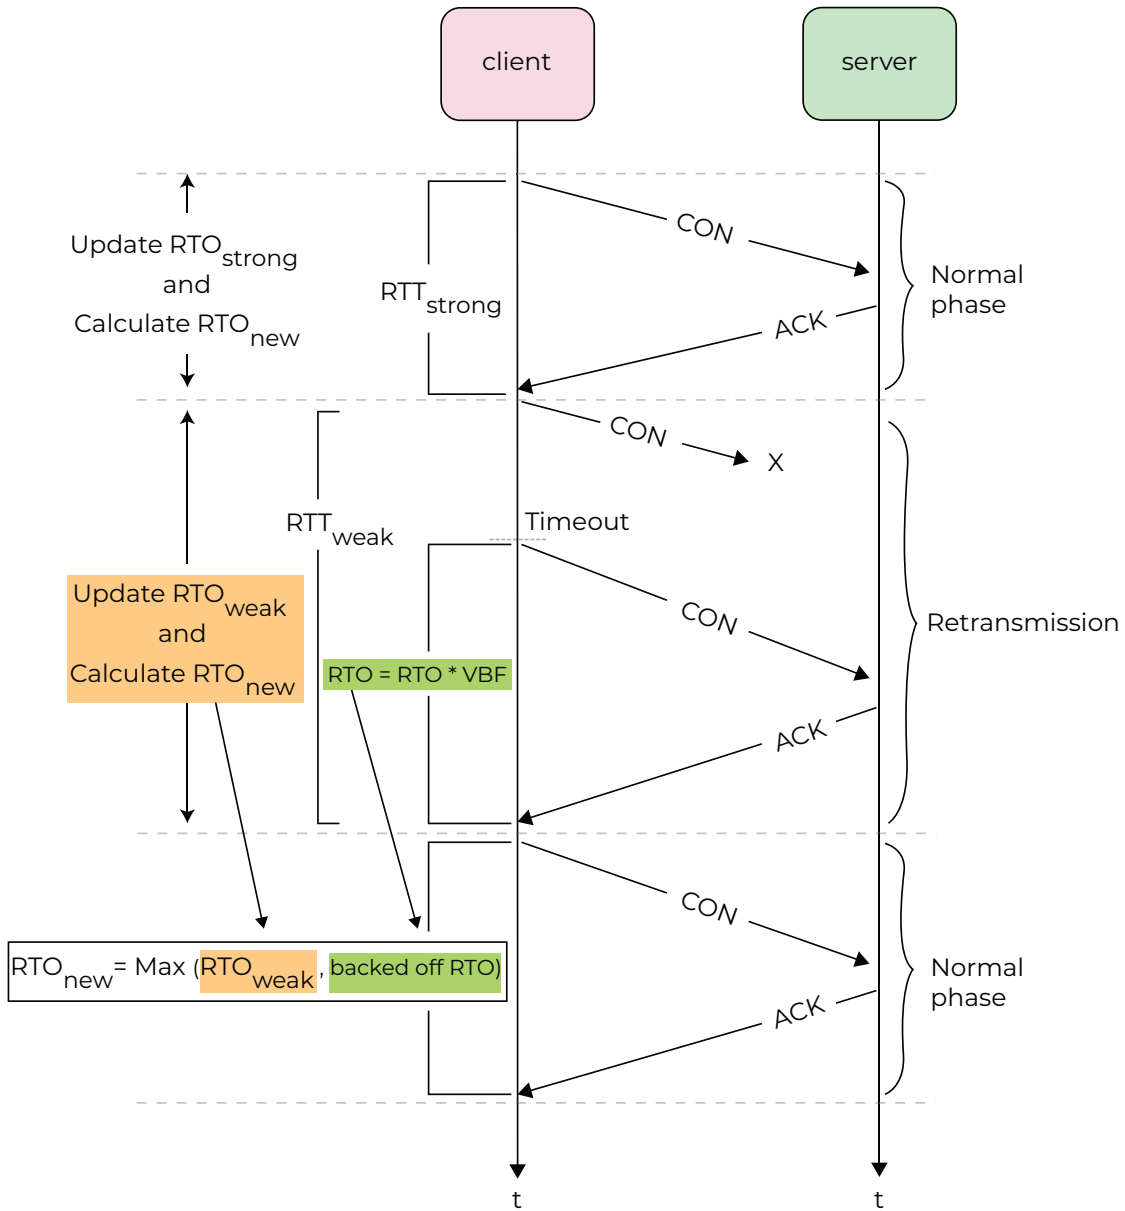 client
server
CON
Update RTOstrong
and
Calculate RTOnew
RTTstrong
Normal
phase
ACK
CON
X
RTTweak
Timeout
Update RTOweak
and
Calculate RTOnew
CON
Retransmission
RTO = RTO * VBF
ACK
CON
RTOnew= Max (RTOweak, backed off RTO)
Normal
phase
ACK
t
t